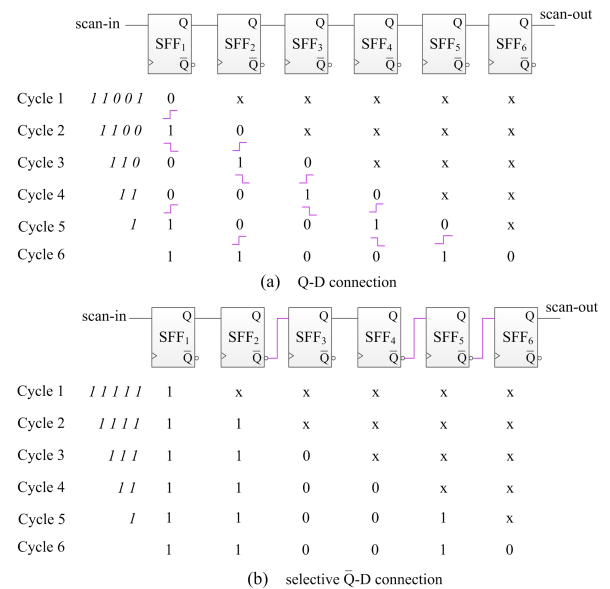 scan-in Q Q Q Q Q Q scan-out
SFF1 SFF2 SFF3 SFF4 SFF5 SFF6
Q̅ Q̅ Q̅ Q̅ Q̅ Q̅
Cycle 1 1 1 0 0 1 0 x x x x x
Cycle 2 1 1 0 0 1 0 x x x x
Cycle 3 1 1 0 0 1 0 x x x
Cycle 4 1 1 0 0 1 0 x x
Cycle 5 1 1 0 0 1 0 x
Cycle 6 1 1 0 0 1 0
(a) Q-D connection
scan-in Q Q Q Q Q Q scan-out
SFF1 SFF2 SFF3 SFF4 SFF5 SFF6
Q̅ Q̅ Q̅ Q̅ Q̅ Q̅
Cycle 1 1 1 1 1 1 1 x x x x x
Cycle 2 1 1 1 1 1 1 x x x x
Cycle 3 1 1 1 1 1 0 x x x
Cycle 4 1 1 1 1 0 0 x x
Cycle 5 1 1 1 0 0 1 x
Cycle 6 1 1 0 0 1 0
(b) selective Q̅-D connection